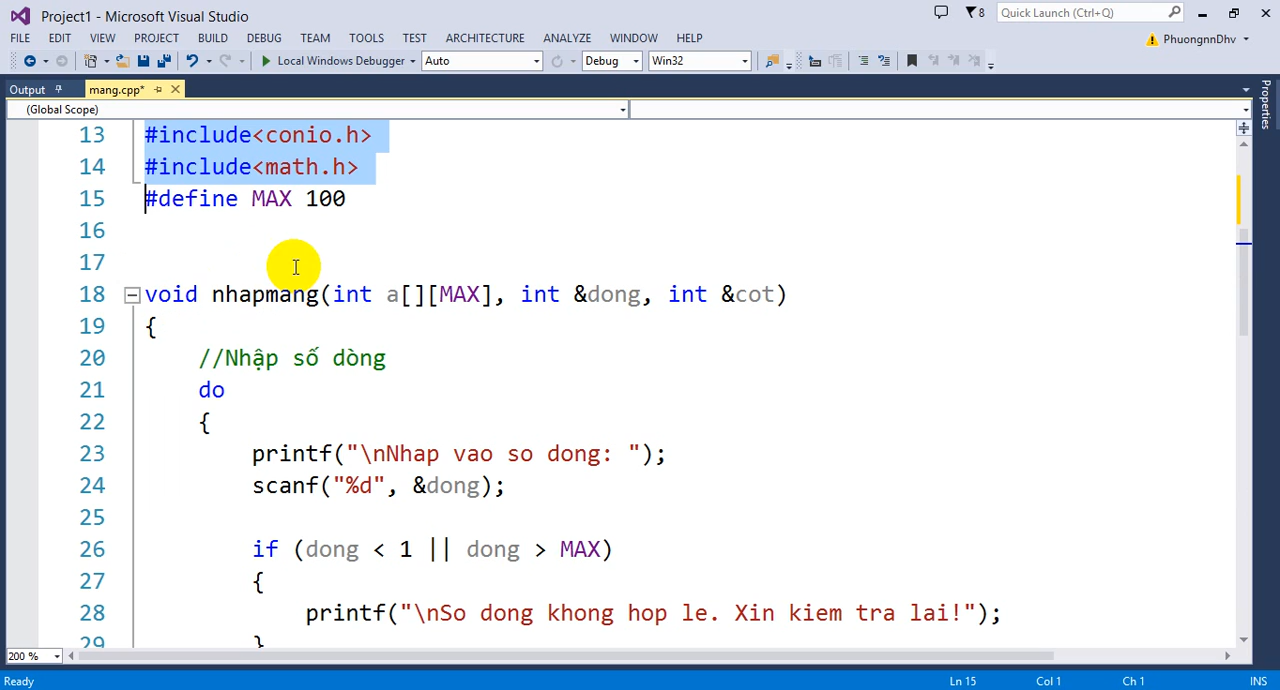 Project1 - Microsoft Visual Studio
8
Quick Launch (Ctrl+Q)
FILE EDIT VIEW PROJECT BUILD DEBUG TEAM TOOLS TEST ARCHITECTURE ANALYZE WINDOW HELP
PhuongnnDhv
Local Windows Debugger Auto Debug Win32
Output mang.cpp*
Properties
(Global Scope)
13 #include<conio.h>
14 #include<math.h>
15 #define MAX 100
16
17
18 void nhapmang(int a[][MAX], int &dong, int &cot)
19 {
20 //Nhập số dòng
21 do
22 {
23 printf("\nNhap vao so dong: ");
24 scanf("%d", &dong);
25
26 if (dong < 1 || dong > MAX)
27 {
28 printf("\nSo dong khong hop le. Xin kiem tra lai!");
29 }
200 %
Ready Ln 15 Col 1 Ch 1 INS